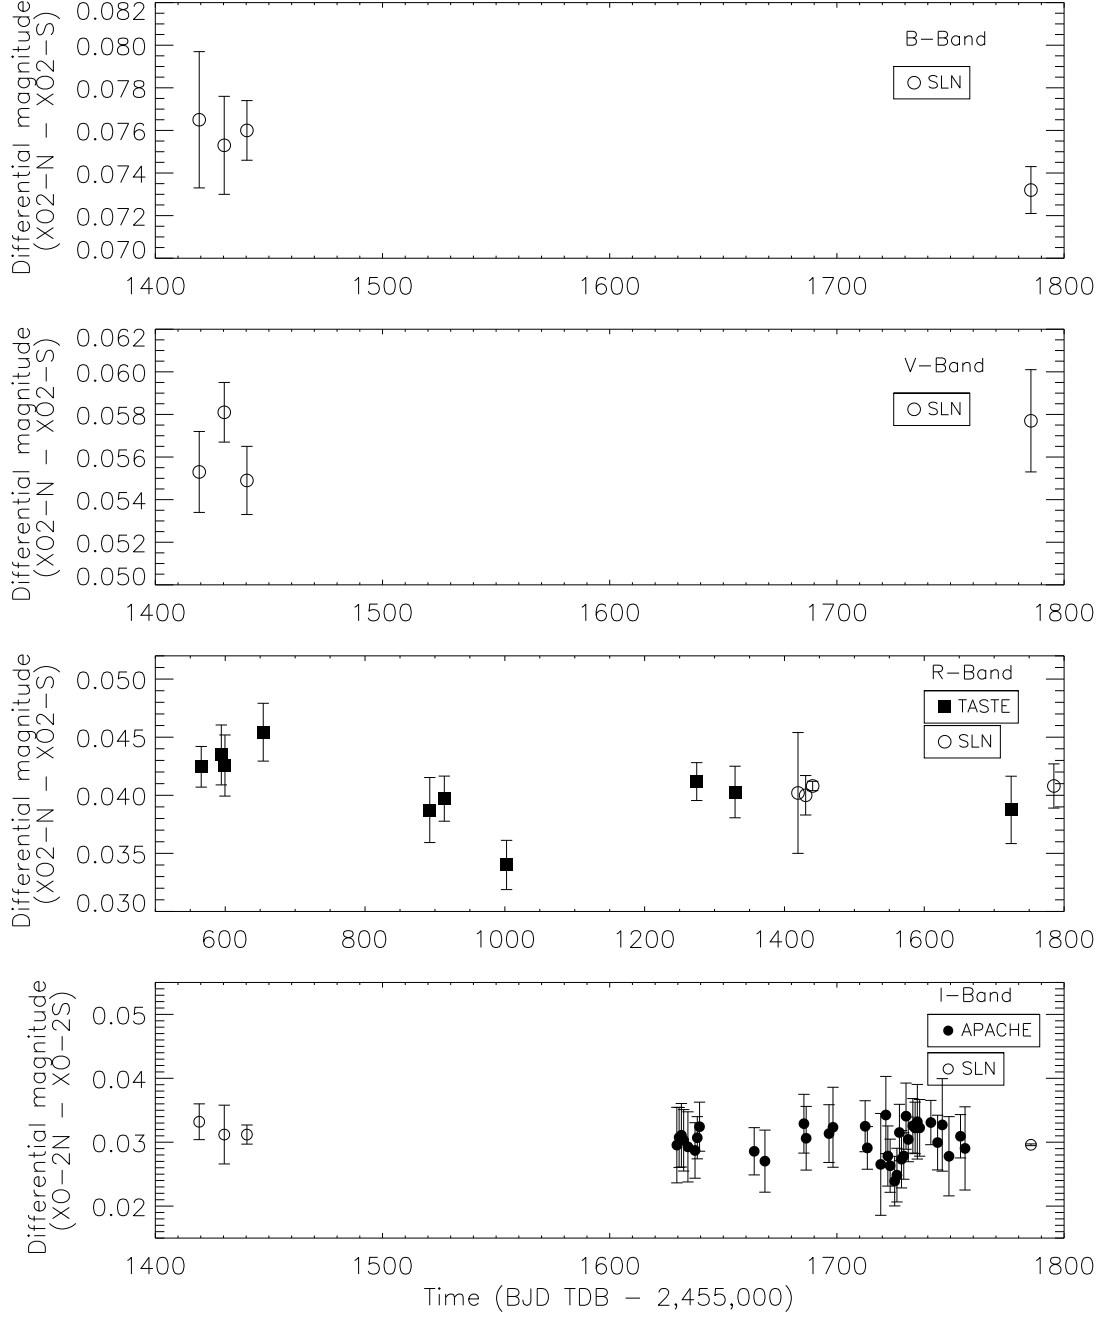 Differential magnitude
(XO2-N - XO2-S)
0.082
0.080
0.078
0.076
0.074
0.072
0.070
B-Band
SLN
1400 1500 1600 1700 1800
Differential magnitude
(XO2-N - XO2-S)
0.062
0.060
0.058
0.056
0.054
0.052
0.050
V-Band
SLN
1400 1500 1600 1700 1800
Differential magnitude
(XO2-N - XO2-S)
0.050
0.045
0.040
0.035
0.030
R-Band
TASTE
SLN
600 800 1000 1200 1400 1600 1800
Differential magnitude
(XO-2N - XO-2S)
0.05
0.04
0.03
0.02
I-Band
APACHE
SLN
1400 1500 1600 1700 1800
Time (BJD TDB - 2,455,000)